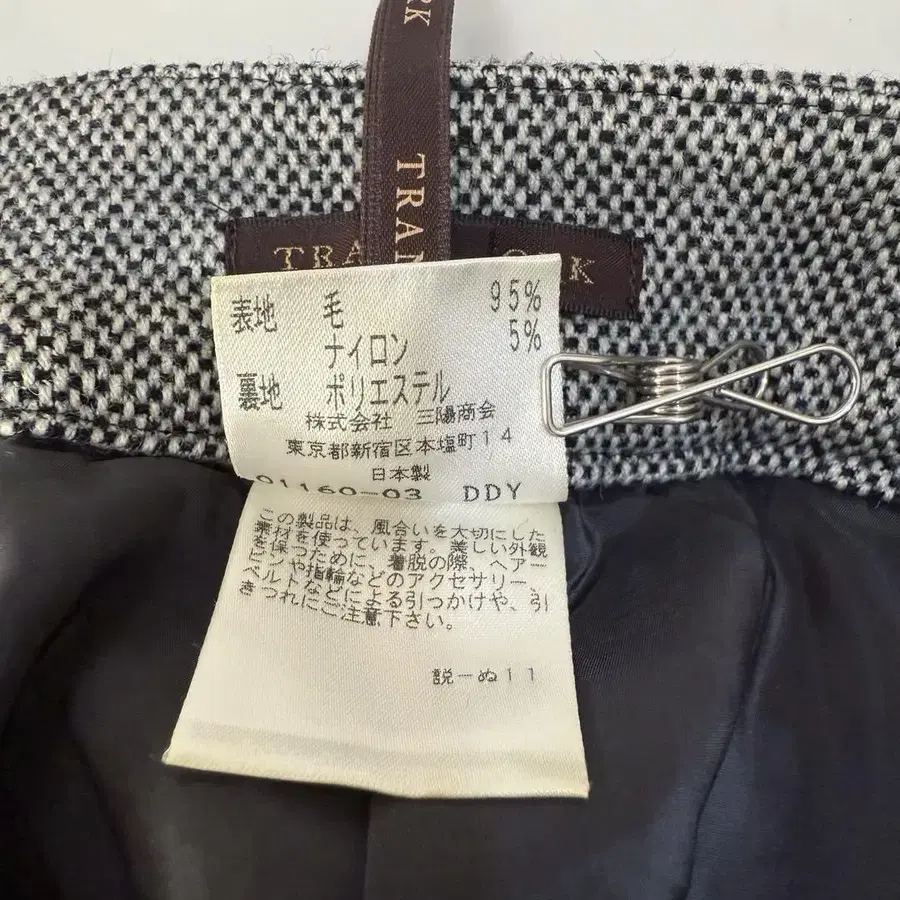 RK
TRAN
TRA
K
表地 毛 95%
ナイロン 5%
裏地 ポリエステル
株式会社 三陽商会
東京都新宿区本塩町14
日本製
01160-03 DDY
この製品は、風合いを大切にした
素材を使っています。美しい外観
を保つために、着脱の際、ヘアー
ピンや指輪などのアクセサリー
ベルトなどによる引っかけや、引
きつれにご注意下さい。
説-ぬ11